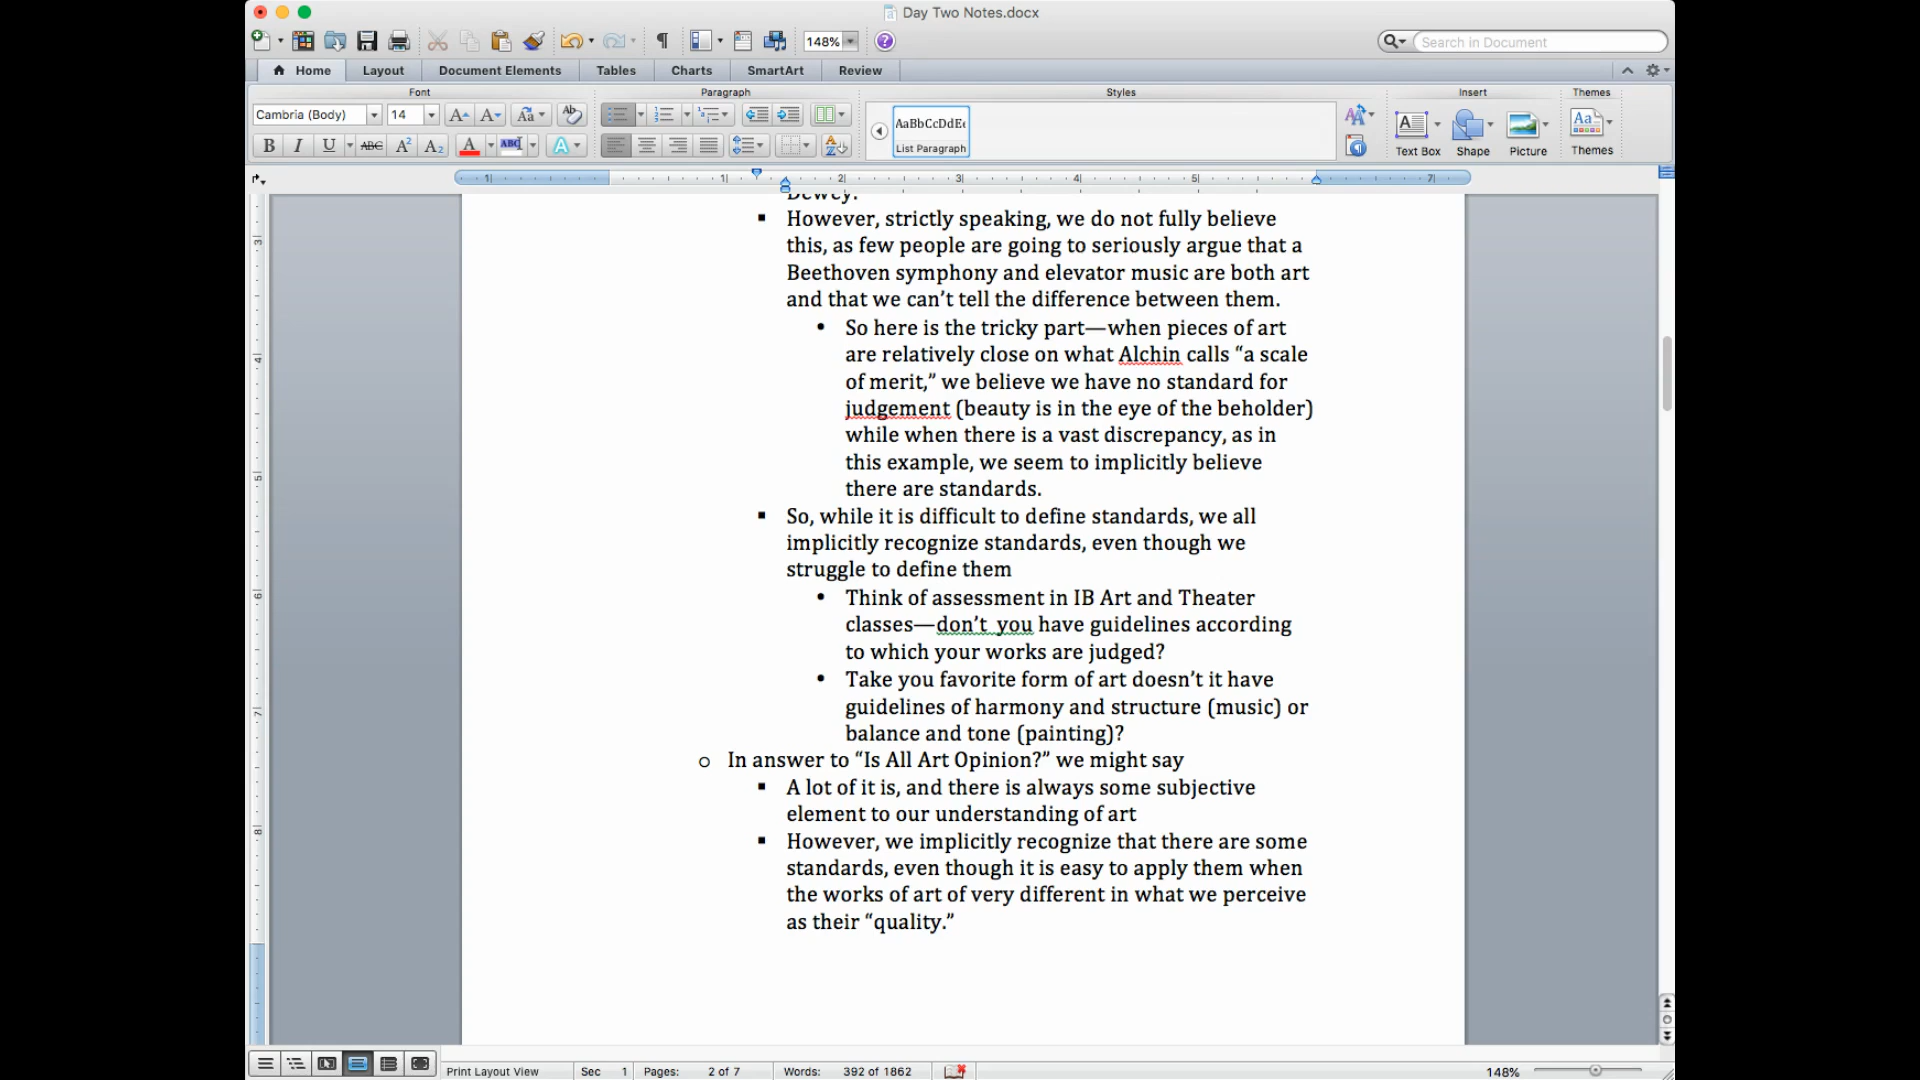 Day Two Notes.docx
148%
Search in Document
Home Layout Document Elements Tables Charts SmartArt Review
Font Paragraph Styles Insert Themes
Cambria (Body) 14 A A Aa Ab
AaBbCcDdEe
List Paragraph
B I U ABC A² A₂ A ABC A
Text Box Shape Picture Themes
Dewey.
▪ However, strictly speaking, we do not fully believe
this, as few people are going to seriously argue that a
Beethoven symphony and elevator music are both art
and that we can’t tell the difference between them.
• So here is the tricky part—when pieces of art
are relatively close on what Alchin calls “a scale
of merit,” we believe we have no standard for
judgement (beauty is in the eye of the beholder)
while when there is a vast discrepancy, as in
this example, we seem to implicitly believe
there are standards.
▪ So, while it is difficult to define standards, we all
implicitly recognize standards, even though we
struggle to define them
• Think of assessment in IB Art and Theater
classes—don’t you have guidelines according
to which your works are judged?
• Take you favorite form of art doesn’t it have
guidelines of harmony and structure (music) or
balance and tone (painting)?
o In answer to “Is All Art Opinion?” we might say
▪ A lot of it is, and there is always some subjective
element to our understanding of art
▪ However, we implicitly recognize that there are some
standards, even though it is easy to apply them when
the works of art of very different in what we perceive
as their “quality.”
Print Layout View Sec 1 Pages: 2 of 7 Words: 392 of 1862 148%